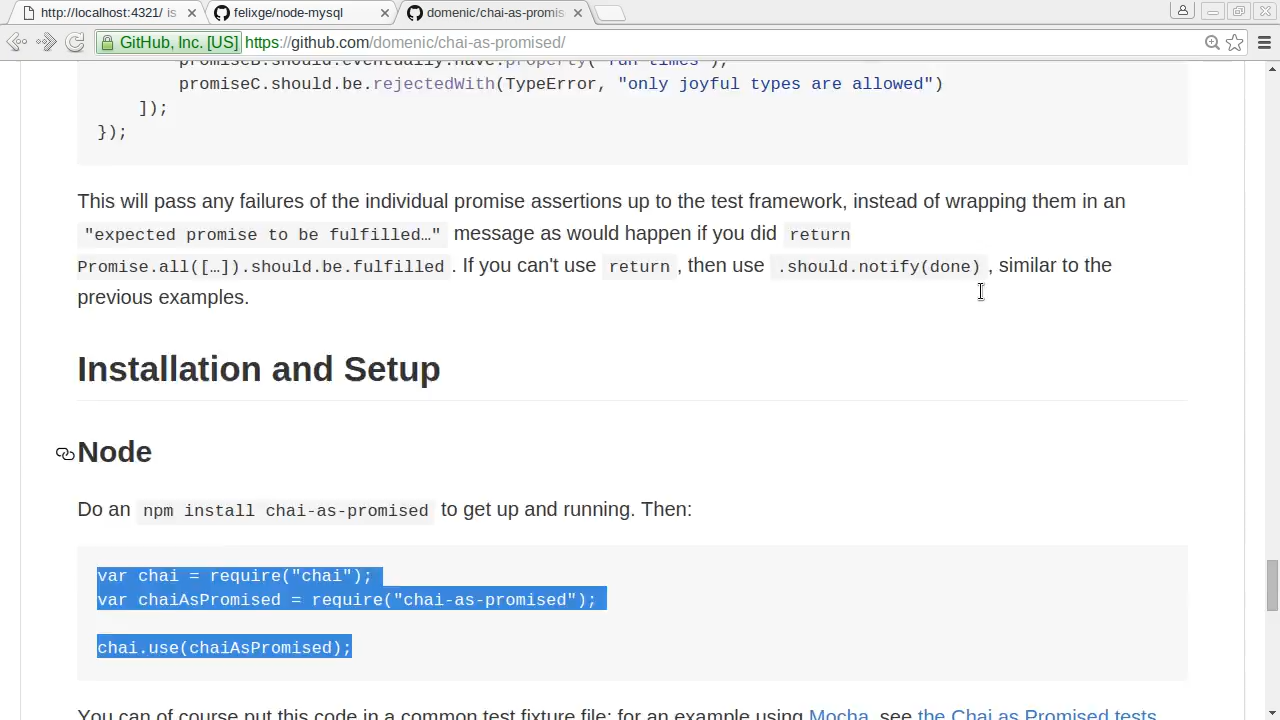 http://localhost:4321/ is
felixge/node-mysql
domenic/chai-as-promis
GitHub, Inc. [US] https://github.com/domenic/chai-as-promised/
promiseB.should.eventually.have.property("run times"),
promiseC.should.be.rejectedWith(TypeError, "only joyful types are allowed")
]);
});
This will pass any failures of the individual promise assertions up to the test framework, instead of wrapping them in an
"expected promise to be fulfilled…" message as would happen if you did return
Promise.all([…]).should.be.fulfilled . If you can't use return , then use .should.notify(done) , similar to the
previous examples.
Installation and Setup
Node
Do an npm install chai-as-promised to get up and running. Then:
var chai = require("chai");
var chaiAsPromised = require("chai-as-promised");
chai.use(chaiAsPromised);
You can of course put this code in a common test fixture file; for an example using Mocha, see the Chai as Promised tests